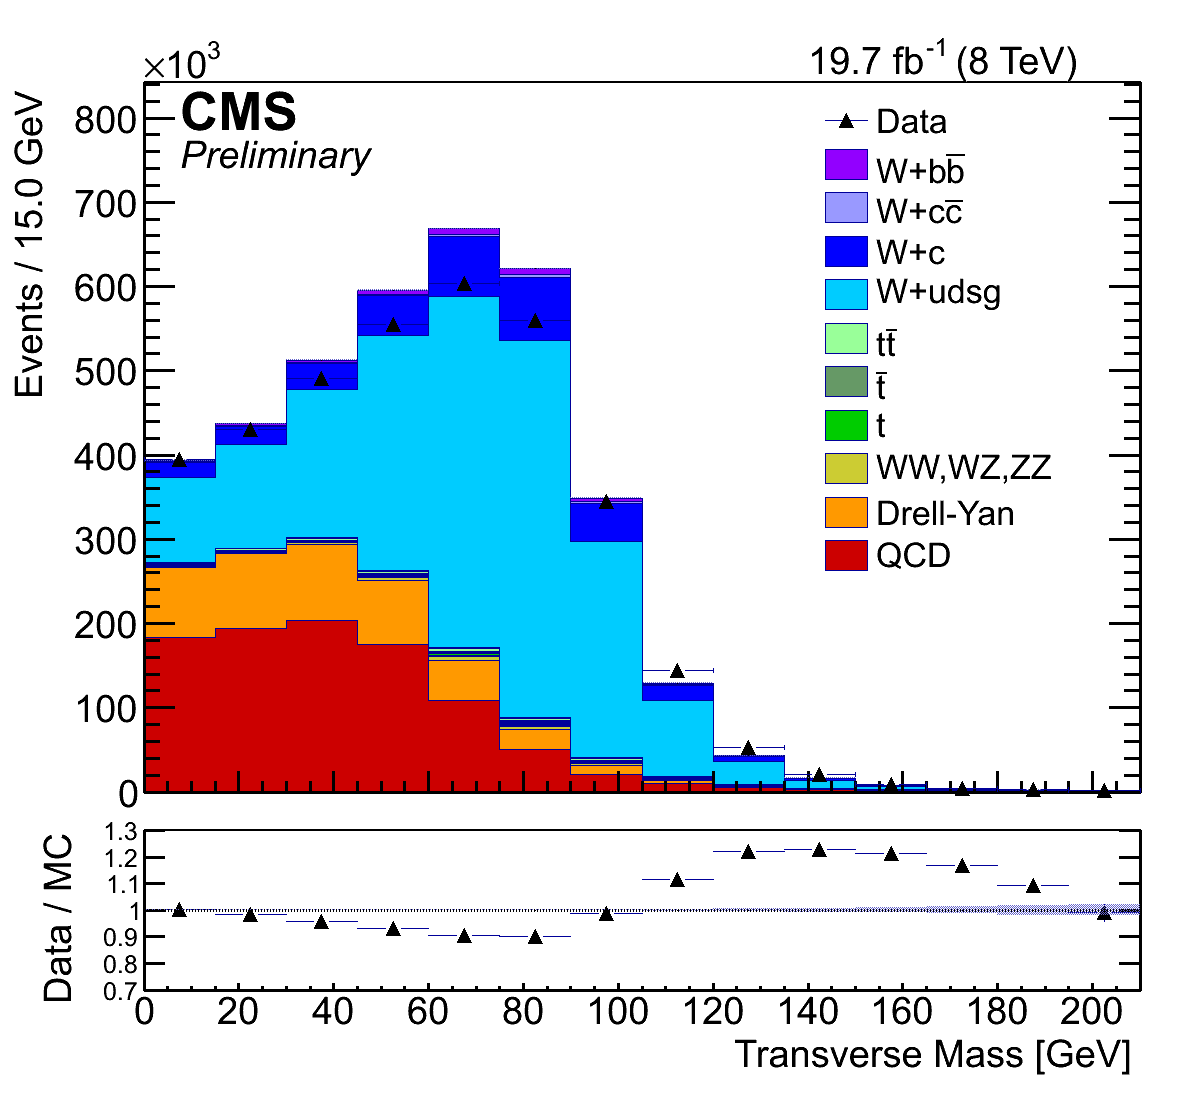 ×10³
19.7 fb⁻¹ (8 TeV)
CMS
Preliminary
Events / 15.0 GeV
800
700
600
500
400
300
200
100
0
Data
W+bb̅
W+cc̅
W+c
W+udsg
tt̅
t̅
t
WW,WZ,ZZ
Drell-Yan
QCD
Data / MC
1.3
1.2
1.1
1
0.9
0.8
0.7
0 20 40 60 80 100 120 140 160 180 200
Transverse Mass [GeV]